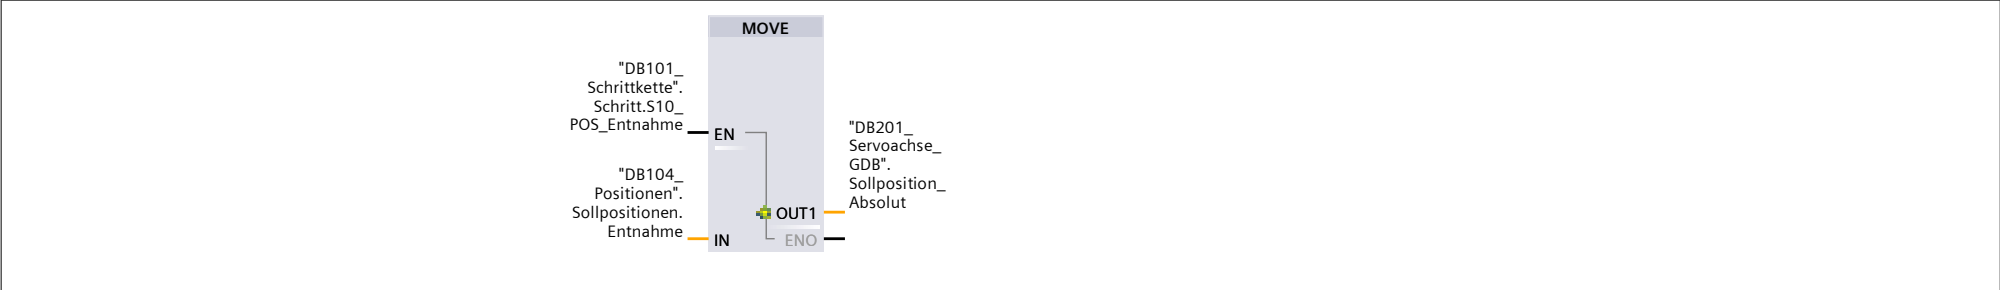 MOVE
"DB101_
Schrittkette".
Schritt.S10_
POS_Entnahme
EN
"DB104_
Positionen".
Sollpositionen.
Entnahme
IN
"DB201_
Servoachse_
GDB".
Sollposition_
Absolut
OUT1
ENO